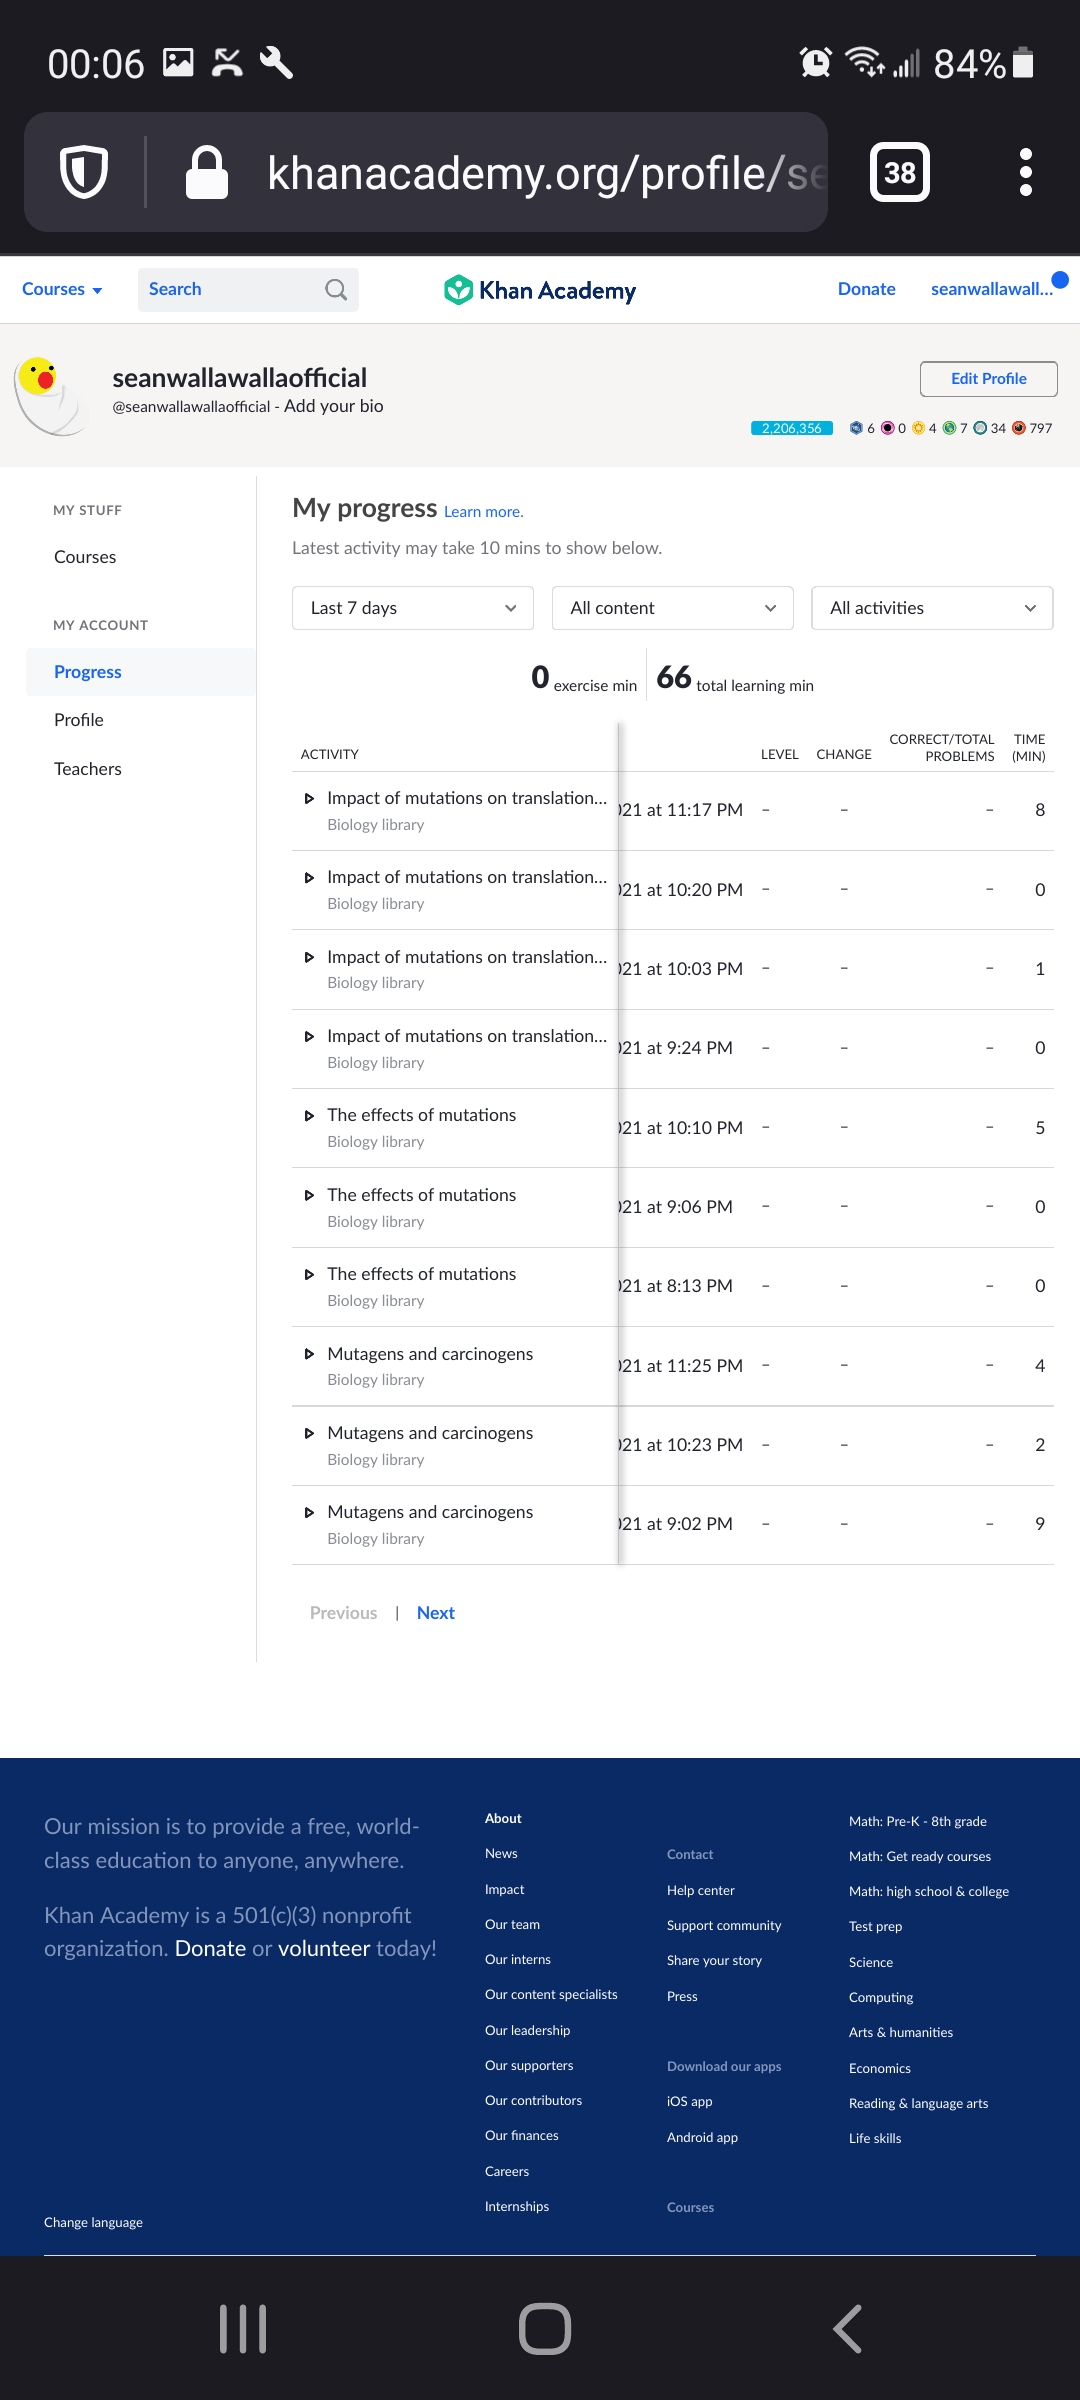 00:06
84%
khanacademy.org/profile/se
38
Courses
Search
Khan Academy
Donate
seanwallawall...
seanwallawallaofficial
@seanwallawallaofficial - Add your bio
Edit Profile
2,206,356 6 0 4 7 34 797
MY STUFF
Courses
MY ACCOUNT
Progress
Profile
Teachers
My progress Learn more.
Latest activity may take 10 mins to show below.
Last 7 days
All content
All activities
0 exercise min
66 total learning min
ACTIVITY LEVEL CHANGE CORRECT/TOTAL PROBLEMS TIME (MIN)
Impact of mutations on translation... 021 at 11:17 PM – – – 8
Biology library
Impact of mutations on translation... 021 at 10:20 PM – – – 0
Biology library
Impact of mutations on translation... 021 at 10:03 PM – – – 1
Biology library
Impact of mutations on translation... 021 at 9:24 PM – – – 0
Biology library
The effects of mutations 021 at 10:10 PM – – – 5
Biology library
The effects of mutations 021 at 9:06 PM – – – 0
Biology library
The effects of mutations 021 at 8:13 PM – – – 0
Biology library
Mutagens and carcinogens 021 at 11:25 PM – – – 4
Biology library
Mutagens and carcinogens 021 at 10:23 PM – – – 2
Biology library
Mutagens and carcinogens 021 at 9:02 PM – – – 9
Biology library
Previous | Next
Our mission is to provide a free, world-
class education to anyone, anywhere.
Khan Academy is a 501(c)(3) nonprofit
organization. Donate or volunteer today!
Change language
About
News
Impact
Our team
Our interns
Our content specialists
Our leadership
Our supporters
Our contributors
Our finances
Careers
Internships
Contact
Help center
Support community
Share your story
Press
Download our apps
iOS app
Android app
Courses
Math: Pre-K - 8th grade
Math: Get ready courses
Math: high school & college
Test prep
Science
Computing
Arts & humanities
Economics
Reading & language arts
Life skills